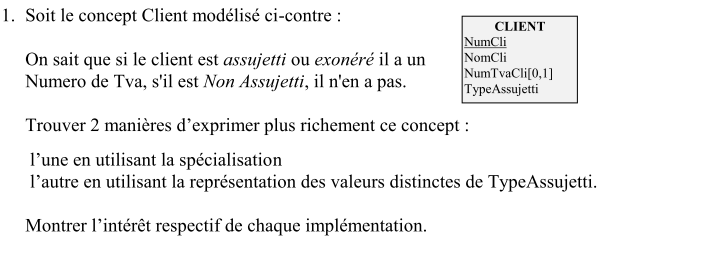 1. Soit le concept Client modélisé ci-contre :
CLIENT
NumCli
NomCli
NumTvaCli[0,1]
TypeAssujetti
On sait que si le client est assujetti ou exonéré il a un
Numero de Tva, s'il est Non Assujetti, il n'en a pas.
Trouver 2 manières d’exprimer plus richement ce concept :
l’une en utilisant la spécialisation
l’autre en utilisant la représentation des valeurs distinctes de TypeAssujetti.
Montrer l’intérêt respectif de chaque implémentation.